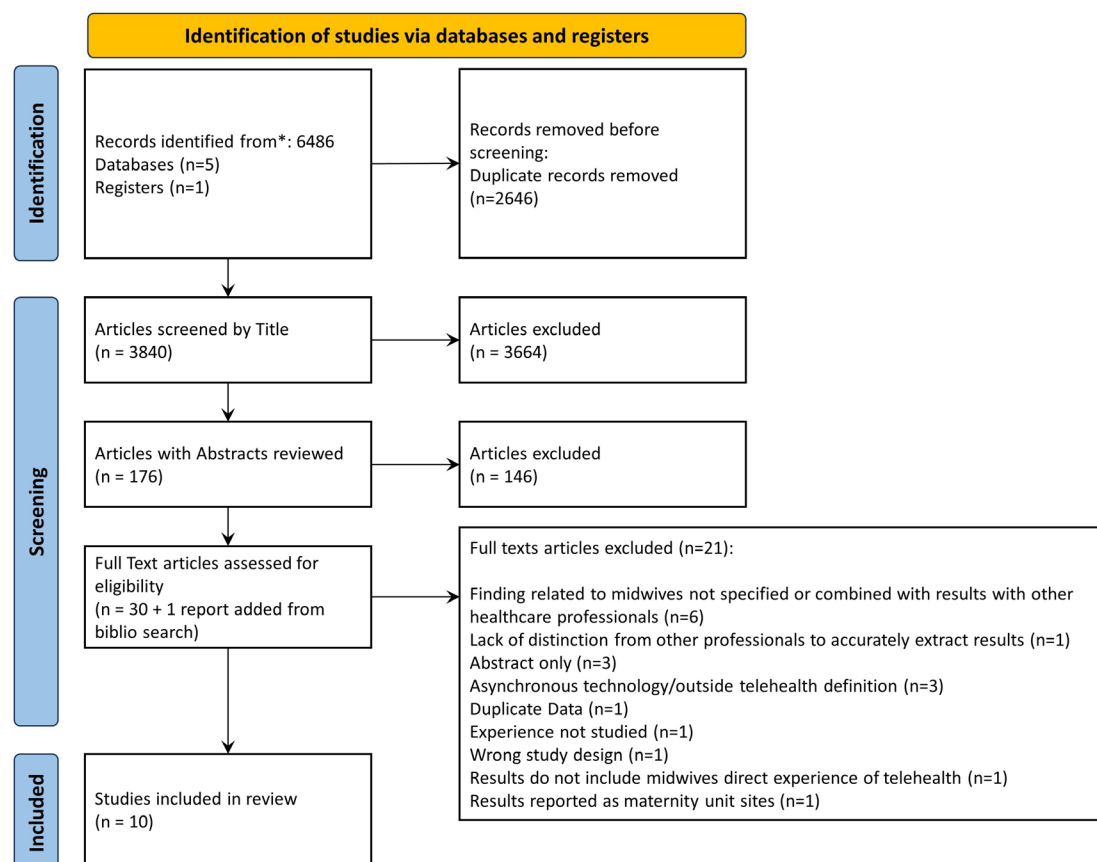 Identification of studies via databases and registers
Identification
Records identified from*: 6486
Databases (n=5)
Registers (n=1)
Records removed before
screening:
Duplicate records removed
(n=2646)
Screening
Articles screened by Title
(n = 3840)
Articles excluded
(n = 3664)
Articles with Abstracts reviewed
(n = 176)
Articles excluded
(n = 146)
Full Text articles assessed for
eligibility
(n = 30 + 1 report added from
biblio search)
Full texts articles excluded (n=21):
Finding related to midwives not specified or combined with results with other
healthcare professionals (n=6)
Lack of distinction from other professionals to accurately extract results (n=1)
Abstract only (n=3)
Asynchronous technology/outside telehealth definition (n=3)
Duplicate Data (n=1)
Experience not studied (n=1)
Wrong study design (n=1)
Results do not include midwives direct experience of telehealth (n=1)
Results reported as maternity unit sites (n=1)
Included
Studies included in review
(n = 10)